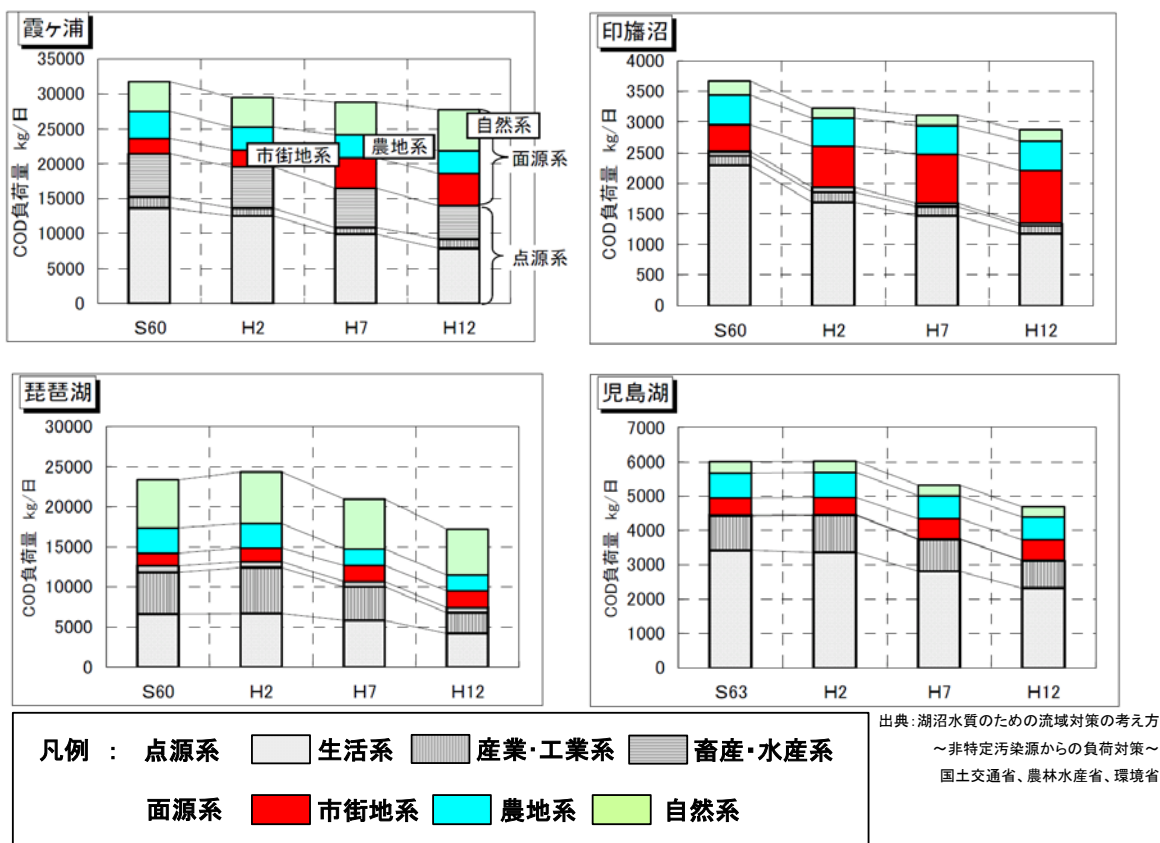 霞ヶ浦
COD負荷量 kg/日
35000
30000
25000
20000
15000
10000
5000
0
S60 H2 H7 H12
市街地系
農地系
自然系
面源系
点源系
印旛沼
COD負荷量 kg/日
4000
3500
3000
2500
2000
1500
1000
500
0
S60 H2 H7 H12
琵琶湖
COD負荷量 kg/日
30000
25000
20000
15000
10000
5000
0
S60 H2 H7 H12
児島湖
COD負荷量 kg/日
7000
6000
5000
4000
3000
2000
1000
0
S63 H2 H7 H12
凡例 : 点源系 生活系 産業・工業系 畜産・水産系
面源系 市街地系 農地系 自然系
出典:湖沼水質のための流域対策の考え方
~非特定汚染源からの負荷対策~
国土交通省、農林水産省、環境省